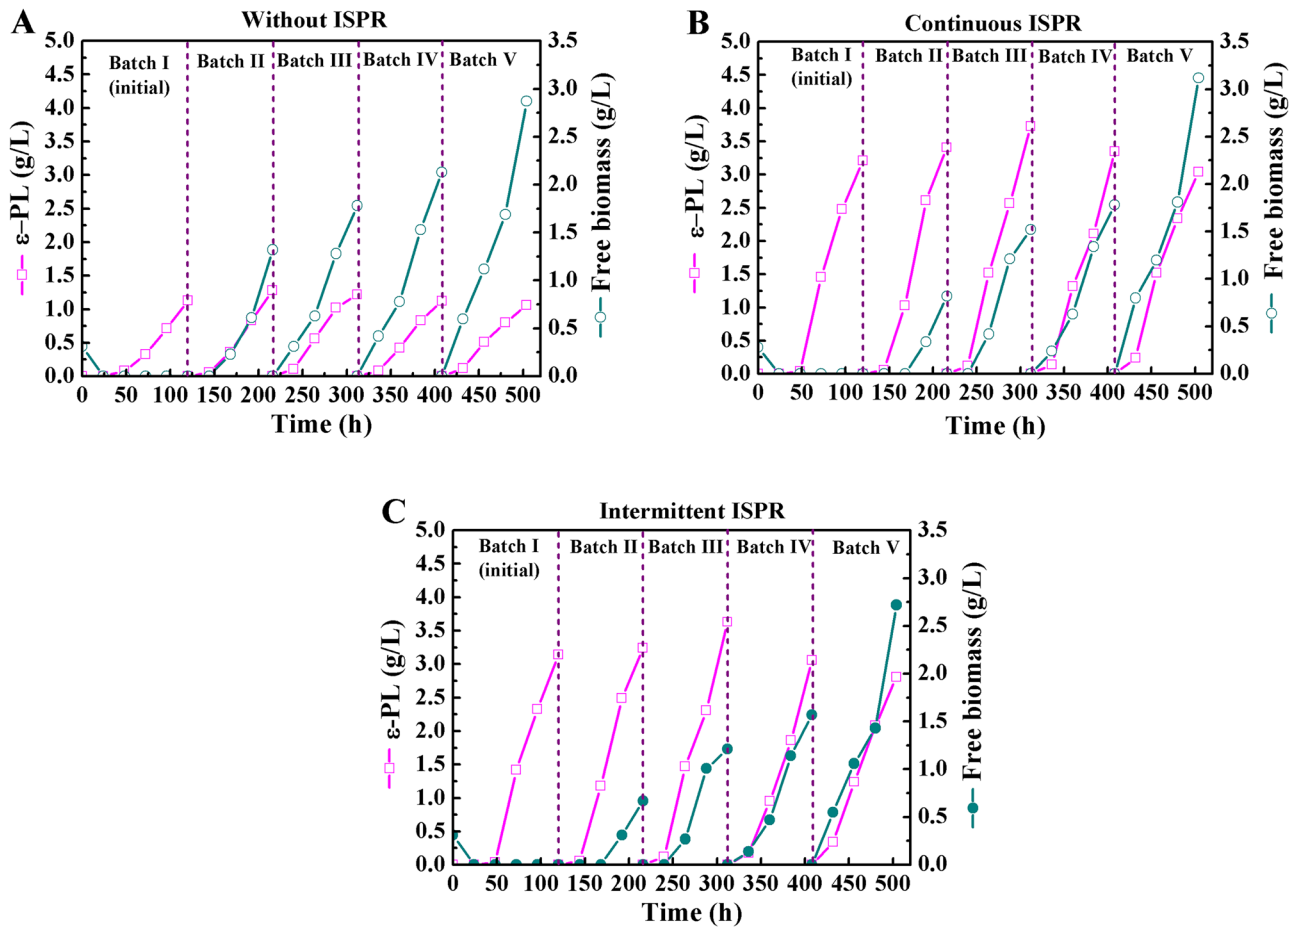 A
Without ISPR
5.0
4.5
4.0
3.5
3.0
2.5
2.0
1.5
1.0
0.5
0.0
ε–PL (g/L)
Batch I
(initial)
Batch II
Batch III
Batch IV
Batch V
3.5
3.0
2.5
2.0
1.5
1.0
0.5
0.0
Free biomass (g/L)
0 50 100 150 200 250 300 350 400 450 500
Time (h)
B
Continuous ISPR
5.0
4.5
4.0
3.5
3.0
2.5
2.0
1.5
1.0
0.5
0.0
ε–PL (g/L)
Batch I
(initial)
Batch II
Batch III
Batch IV
Batch V
3.5
3.0
2.5
2.0
1.5
1.0
0.5
0.0
Free biomass (g/L)
0 50 100 150 200 250 300 350 400 450 500
Time (h)
C
Intermittent ISPR
5.0
4.5
4.0
3.5
3.0
2.5
2.0
1.5
1.0
0.5
0.0
ε-PL (g/L)
Batch I
(initial)
Batch II
Batch III
Batch IV
Batch V
3.5
3.0
2.5
2.0
1.5
1.0
0.5
0.0
Free biomass (g/L)
0 50 100 150 200 250 300 350 400 450 500
Time (h)